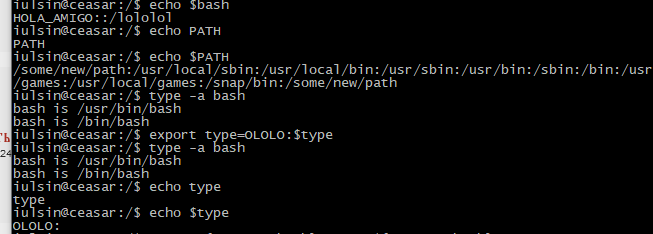 iulsin@ceasar:/$ echo $bash
HOLA_AMIGO::/lololol
iulsin@ceasar:/$ echo PATH
PATH
iulsin@ceasar:/$ echo $PATH
/some/new/path:/usr/local/sbin:/usr/local/bin:/usr/sbin:/usr/bin:/sbin:/bin:/usr
/games:/usr/local/games:/snap/bin:/some/new/path
iulsin@ceasar:/$ type -a bash
bash is /usr/bin/bash
bash is /bin/bash
iulsin@ceasar:/$ export type=OLOLO:$type
Th
iulsin@ceasar:/$ type -a bash
24
bash is /usr/bin/bash
bash is /bin/bash
iulsin@ceasar:/$ echo type
type
iulsin@ceasar:/$ echo $type
OLOLO: